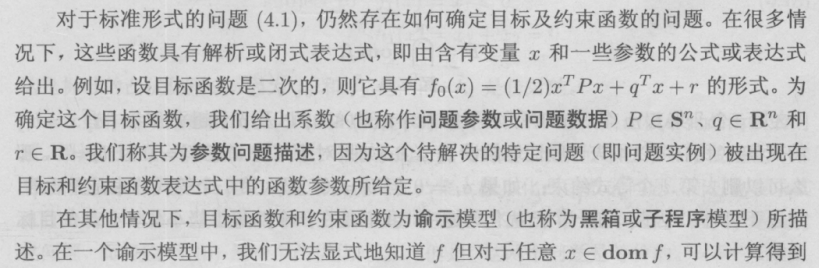 对于标准形式的问题 (4.1)，仍然存在如何确定目标及约束函数的问题。在很多情
况下，这些函数具有解析或闭式表达式，即由含有变量 x 和一些参数的公式或表达式
给出。例如，设目标函数是二次的，则它具有 f₀(x) = (1/2)xᵀPx + qᵀx + r 的形式。为
确定这个目标函数，我们给出系数（也称作问题参数或问题数据）P ∈ Sⁿ、q ∈ Rⁿ 和
r ∈ R。我们称其为参数问题描述，因为这个待解决的特定问题（即问题实例）被出现在
目标和约束函数表达式中的函数参数所给定。
在其他情况下，目标函数和约束函数为谕示模型（也称为黑箱或子程序模型）所描
述。在一个谕示模型中，我们无法显式地知道 f 但对于任意 x ∈ dom f，可以计算得到